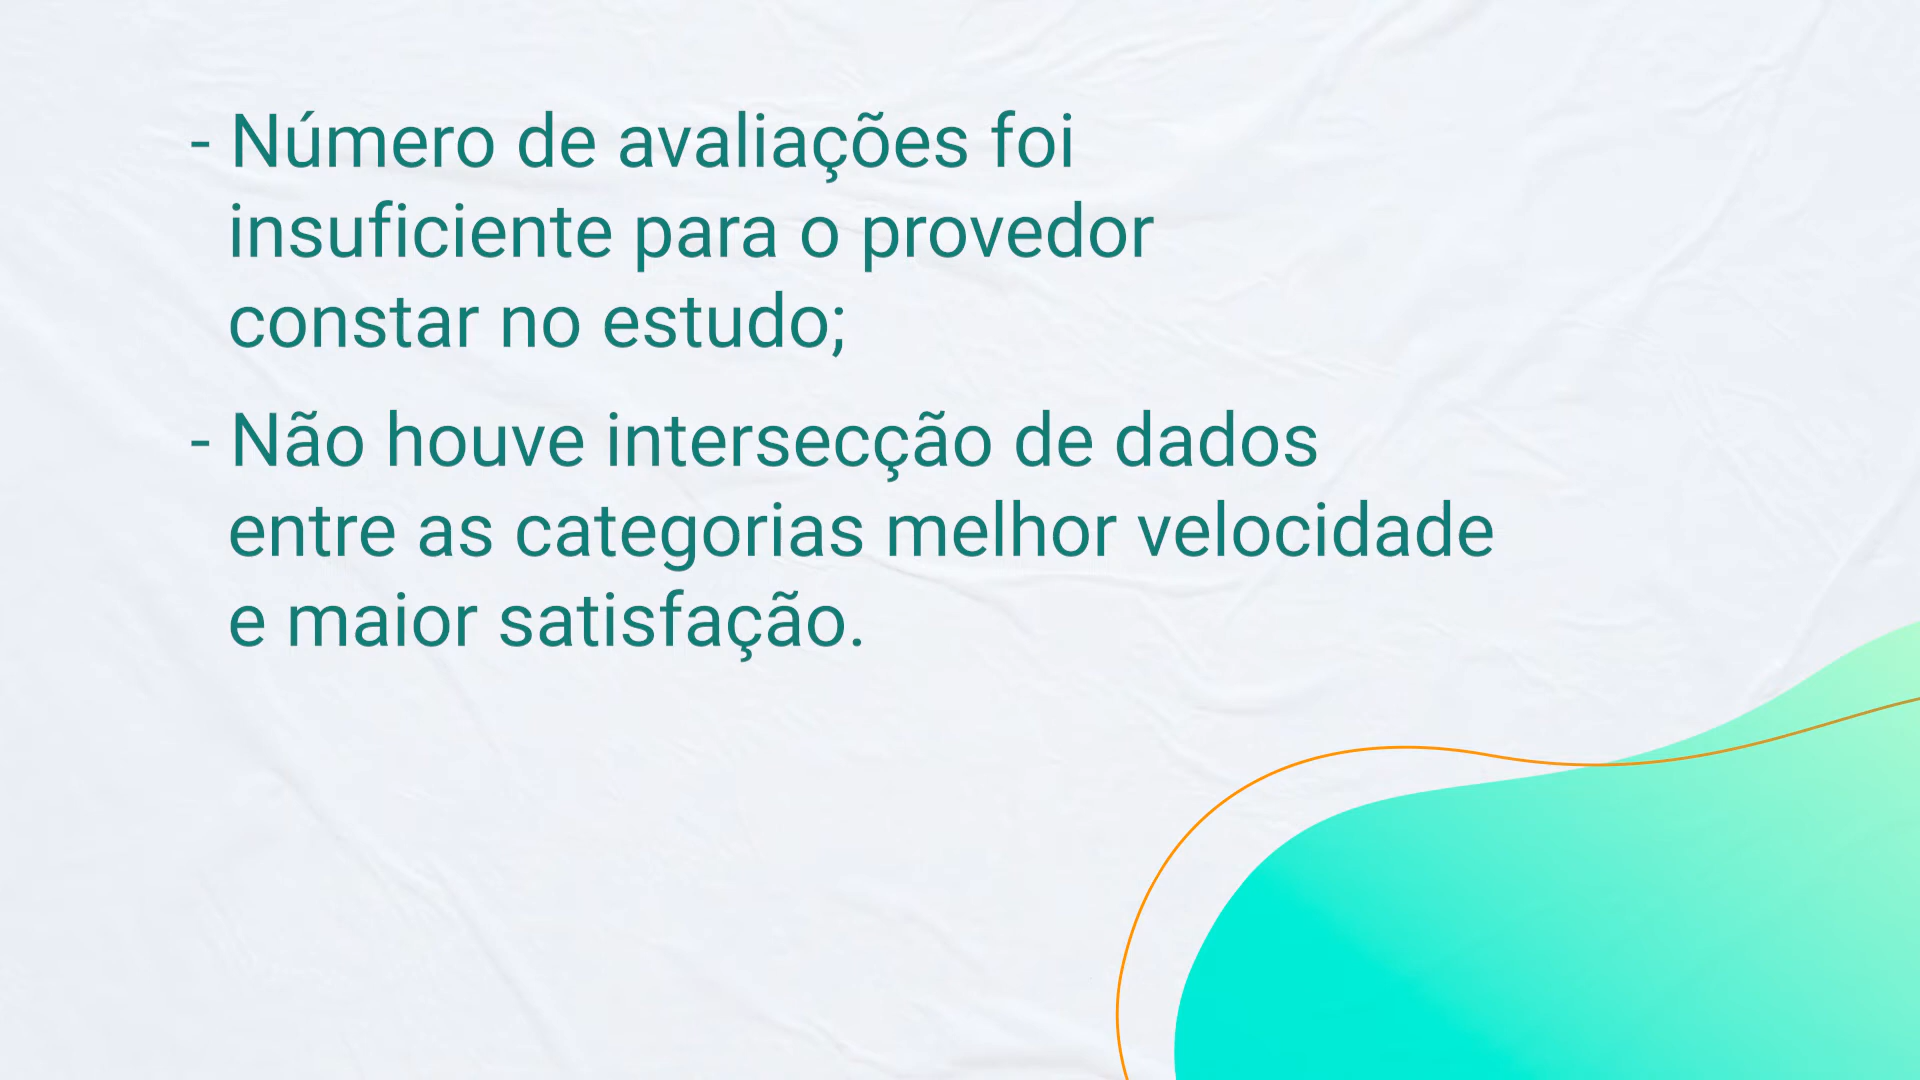 - Número de avaliações foi
insuficiente para o provedor
constar no estudo;
- Não houve intersecção de dados
entre as categorias melhor velocidade
e maior satisfação.